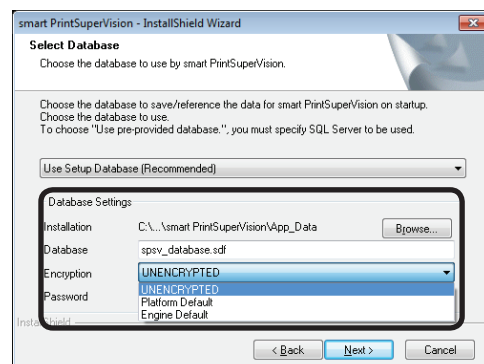 smart PrintSuperVision - InstallShield Wizard
Select Database
Choose the database to use by smart PrintSuperVision.
Choose the database to save/reference the data for smart PrintSuperVision on startup.
Choose the database to use.
To choose "Use pre-provided database.", you must specify SQL Server to be used.
Use Setup Database (Recommended)
Database Settings
Installation C:\...\smart PrintSuperVision\App_Data Browse...
Database spsv_database.sdf
Encryption UNENCRYPTED
UNENCRYPTED
Password Platform Default
Engine Default
InstallShield
< Back Next > Cancel